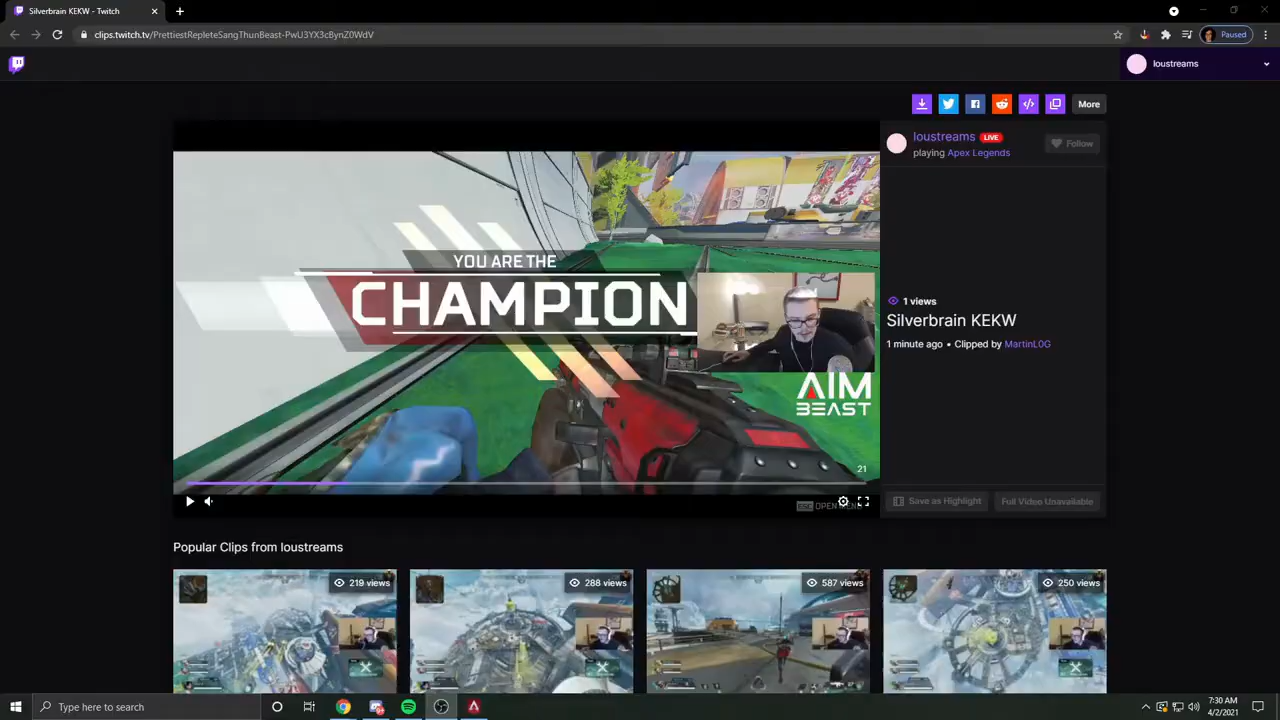 Silverbrain KEKW - Twitch
clips.twitch.tv/PrettiestRepleteSangThunBeast-PwU3YX3cBynZ0WdV
Paused
loustreams
More
loustreams LIVE
Follow
playing Apex Legends
YOU ARE THE
CHAMPION
AIM
BEAST
21
1 views
Silverbrain KEKW
1 minute ago • Clipped by MartinL0G
ESC OPEN MENU
Save as Highlight
Full Video Unavailable
Popular Clips from loustreams
219 views
288 views
587 views
250 views
Type here to search
7:30 AM
4/2/2021